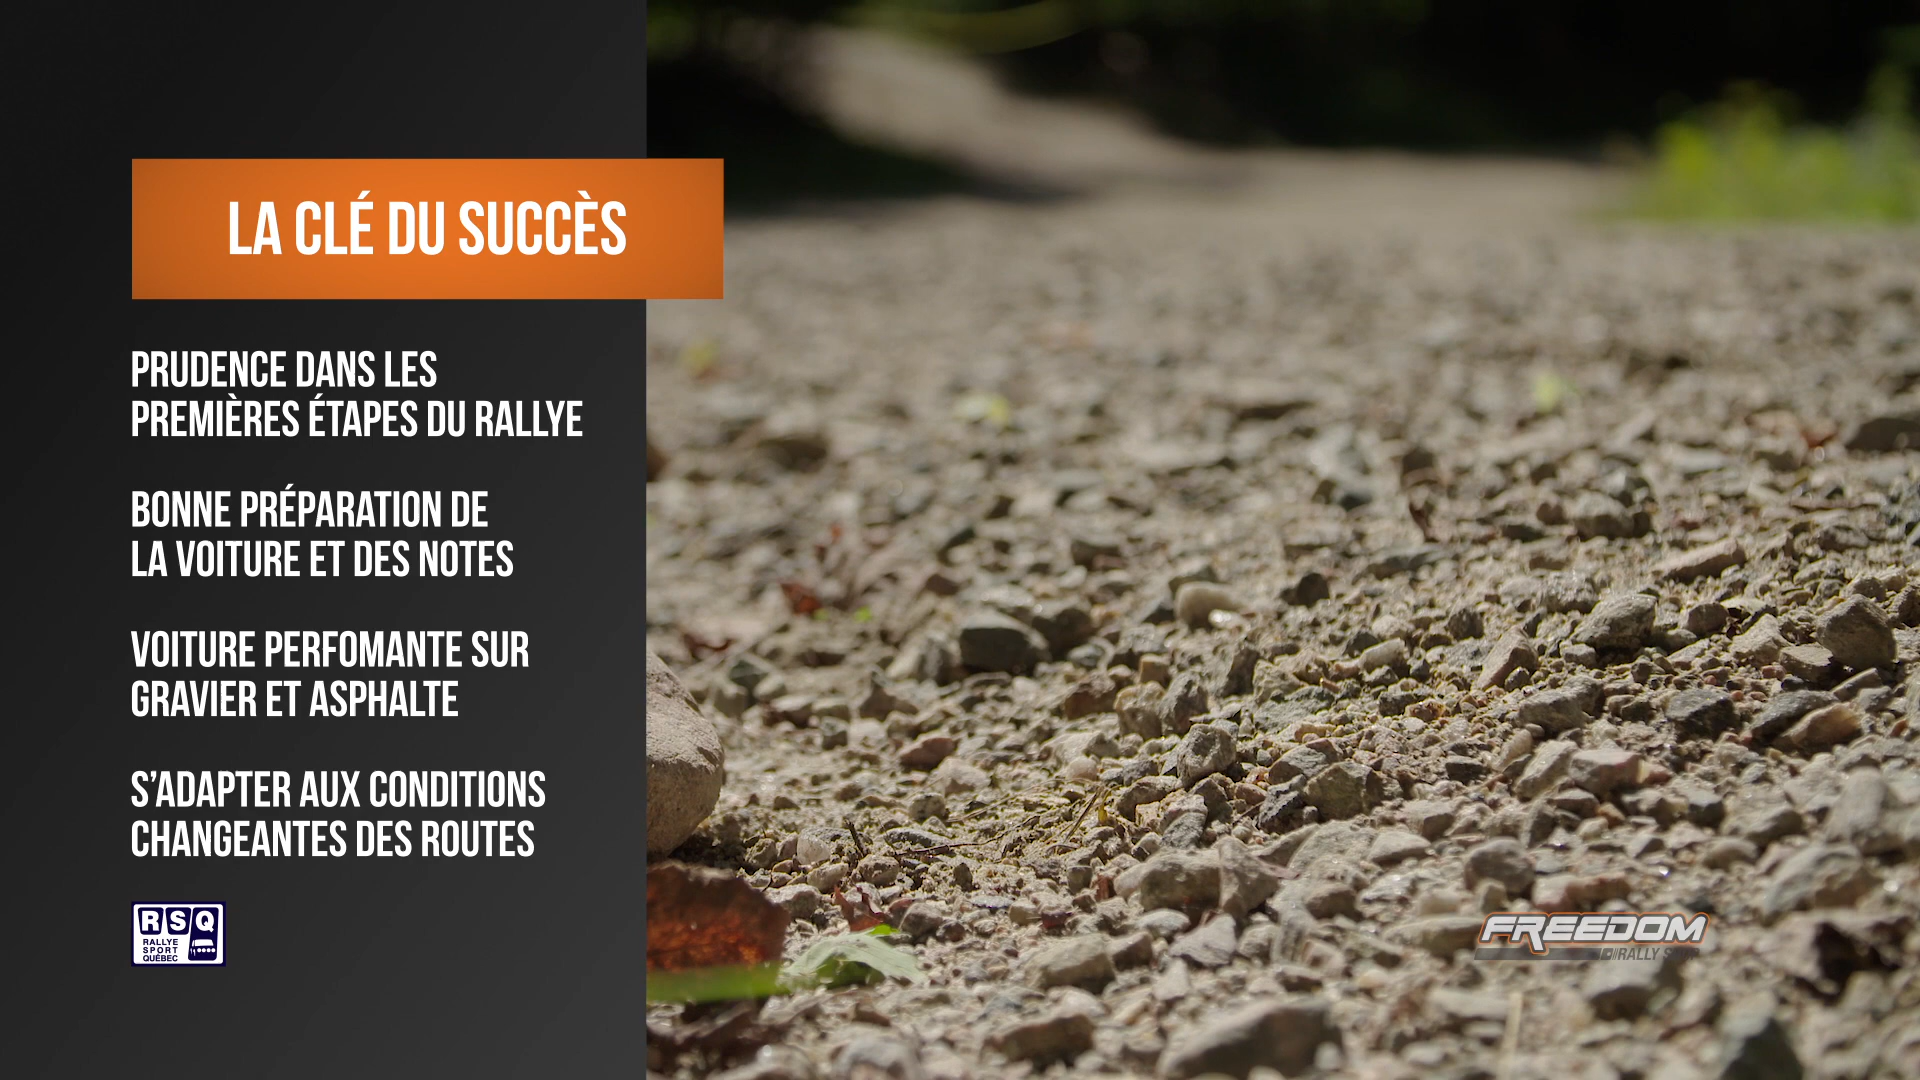 LA CLÉ DU SUCCÈS
PRUDENCE DANS LES
PREMIÈRES ÉTAPES DU RALLYE
BONNE PRÉPARATION DE
LA VOITURE ET DES NOTES
VOITURE PERFOMANTE SUR
GRAVIER ET ASPHALTE
S'ADAPTER AUX CONDITIONS
CHANGEANTES DES ROUTES
RSQ
RALLYE
SPORT
QUÉBEC
FREEDOM
//RALLY